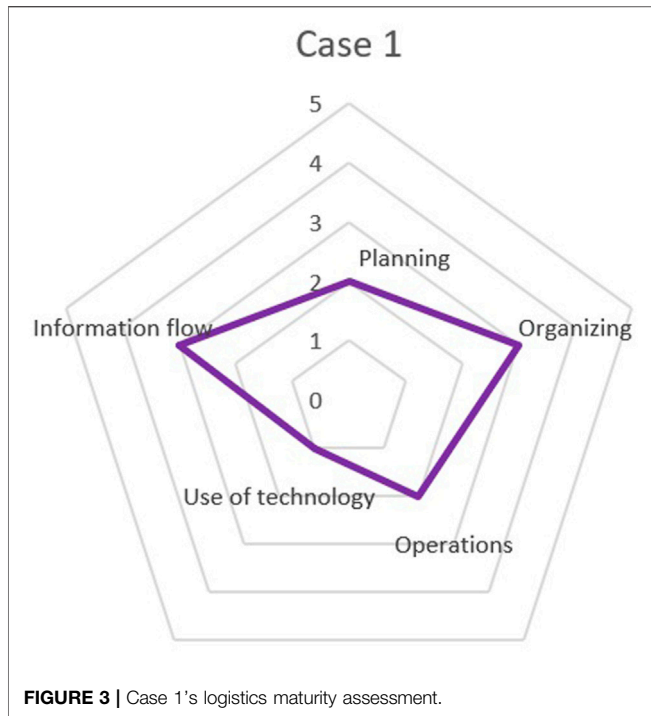 Case 1
5
4
3
Planning
2
Information flow
Organizing
1
0
Use of technology
Operations
FIGURE 3 | Case 1's logistics maturity assessment.